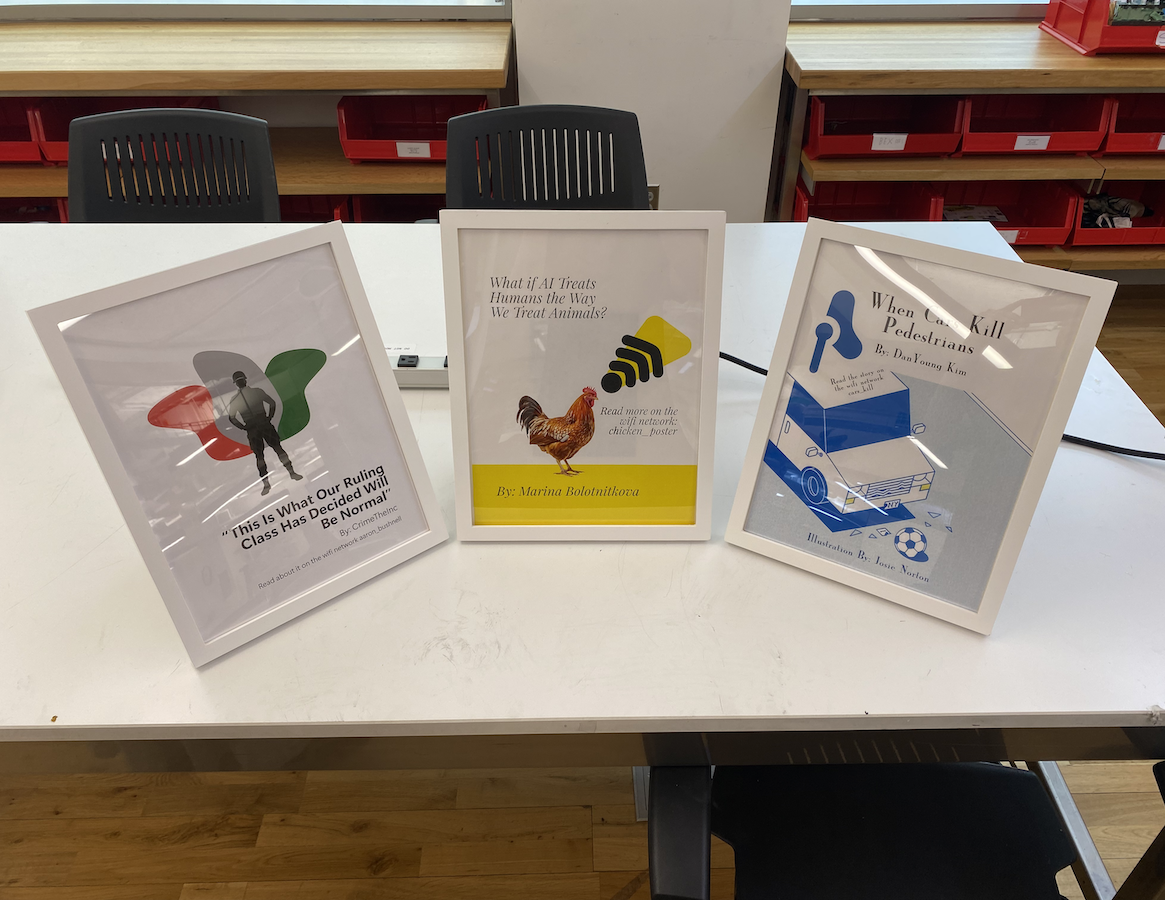 "This Is What Our Ruling
Class Has Decided Will
Be Normal"
By: CrimeTheInc
Read about it on the wifi network aaron_bushnell
What if AI Treats
Humans the Way
We Treat Animals?
Read more on the
wifi network:
chicken_poster
By: Marina Bolotnitkova
When Cars Kill
Pedestrians
By: DanYoung Kim
Read the story on
the wifi network
cars_kill
Illustration By: Josie Norton